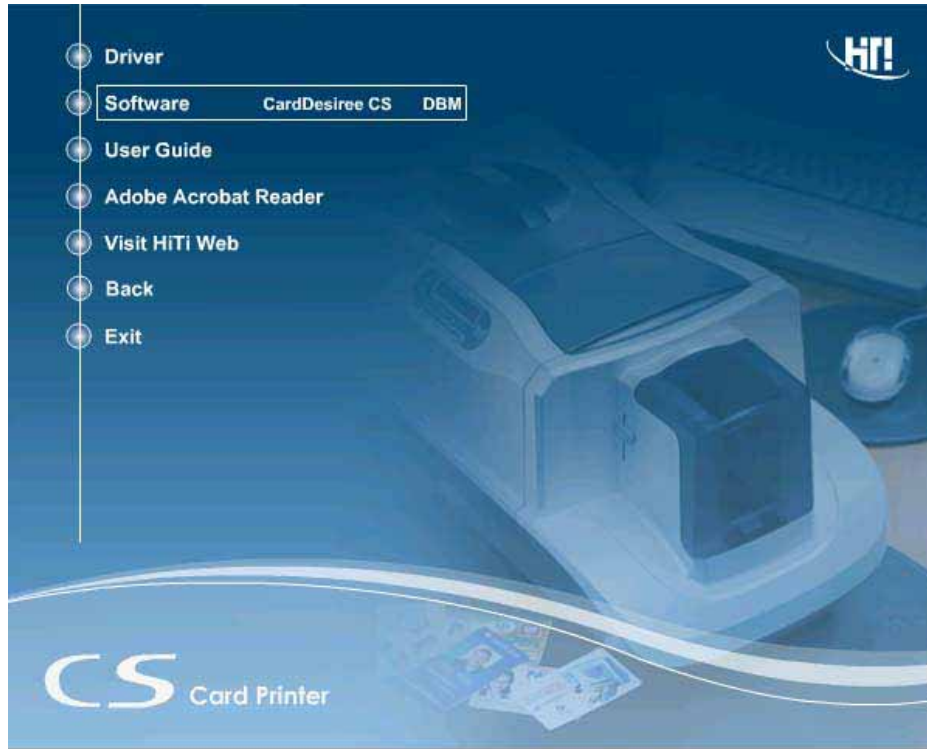 Driver
HiTi
Software CardDesiree CS DBM
User Guide
Adobe Acrobat Reader
Visit HiTi Web
Back
Exit
CS Card Printer